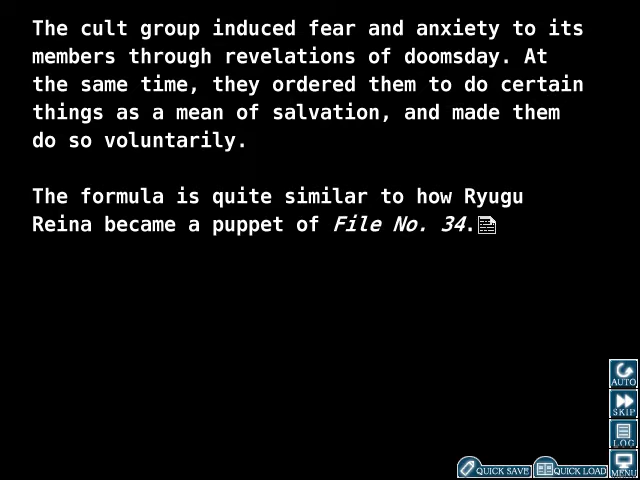 The cult group induced fear and anxiety to its
members through revelations of doomsday. At
the same time, they ordered them to do certain
things as a mean of salvation, and made them
do so voluntarily.
The formula is quite similar to how Ryugu
Reina became a puppet of File No. 34.
AUTO
SKIP
LOG
QUICK SAVE QUICK LOAD MENU